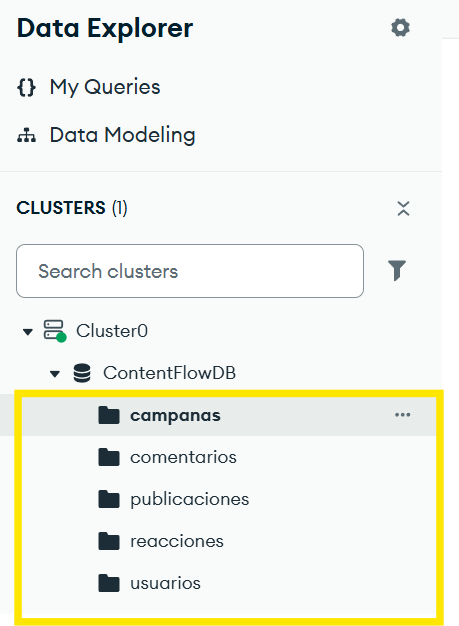 Data Explorer
{} My Queries
Data Modeling
CLUSTERS (1)
Search clusters
Cluster0
ContentFlowDB
campanas
comentarios
publicaciones
reacciones
usuarios